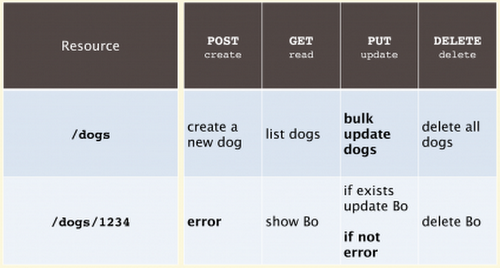 Resource
POST
create
GET
read
PUT
update
DELETE
delete
/dogs
create a
new dog
list dogs
bulk
update
dogs
delete all
dogs
/dogs/1234
error
show Bo
if exists
update Bo
if not
error
delete Bo